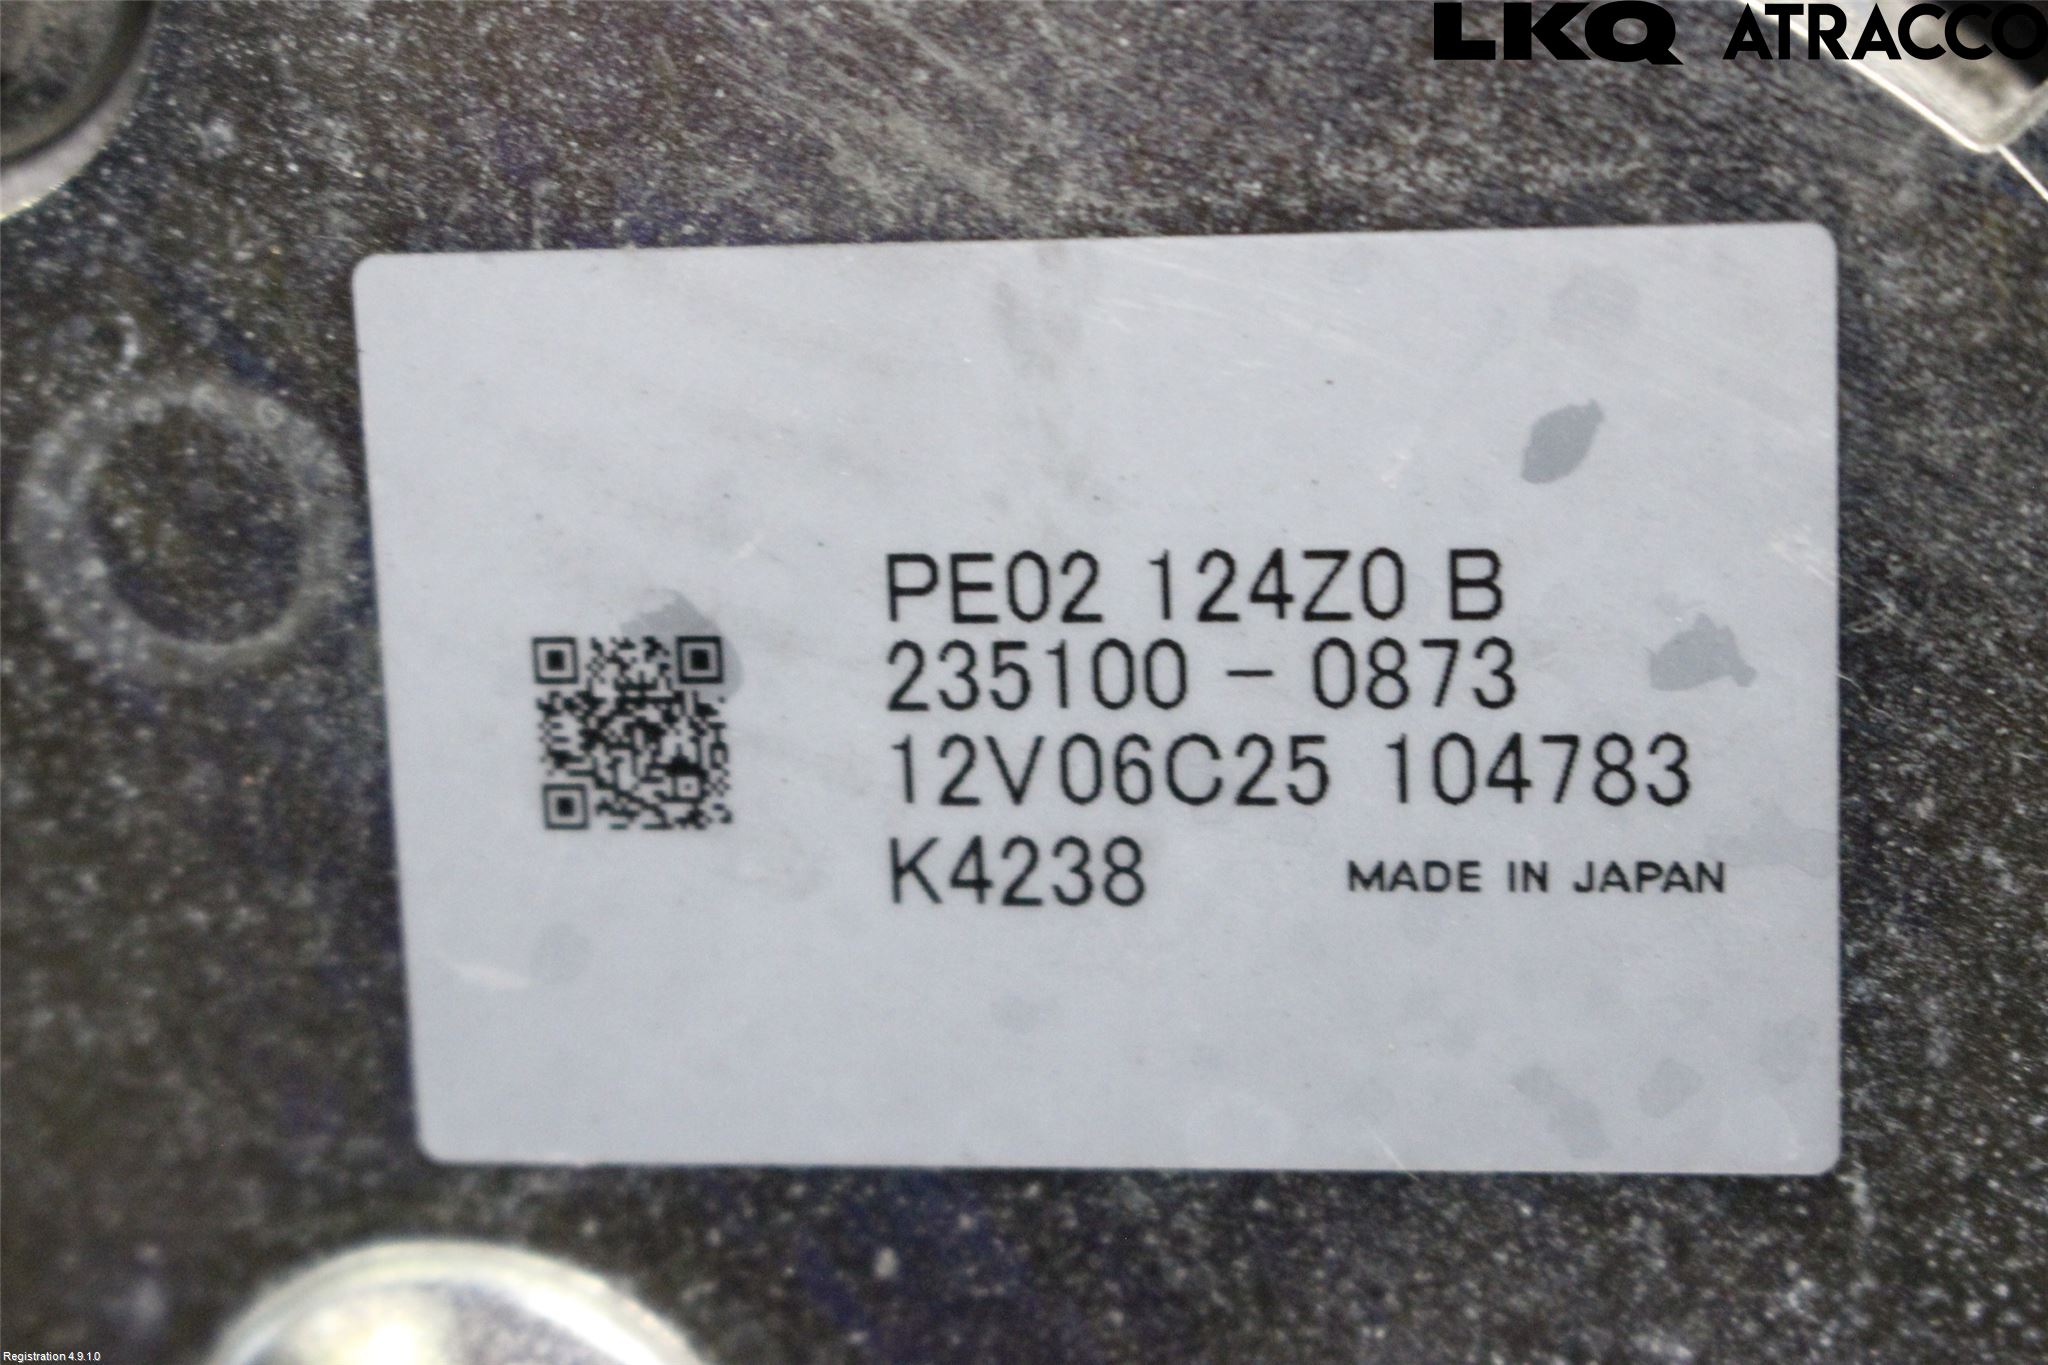 LKQ ATRACCO
PE02 124Z0 B
235100 - 0873
12V06C25 104783
K4238 MADE IN JAPAN
Registration 4.9.1.0